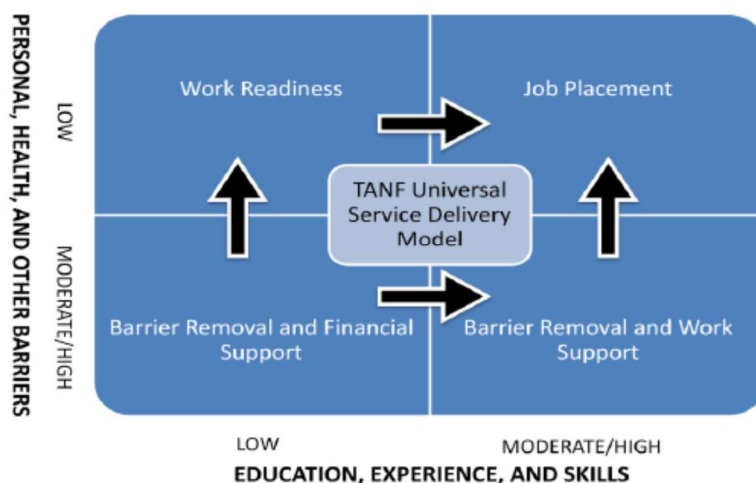 PERSONAL, HEALTH, AND OTHER BARRIERS
LOW
MODERATE/HIGH
Work Readiness
Job Placement
TANF Universal
Service Delivery
Model
Barrier Removal and Financial
Support
Barrier Removal and Work
Support
LOW
MODERATE/HIGH
EDUCATION, EXPERIENCE, AND SKILLS